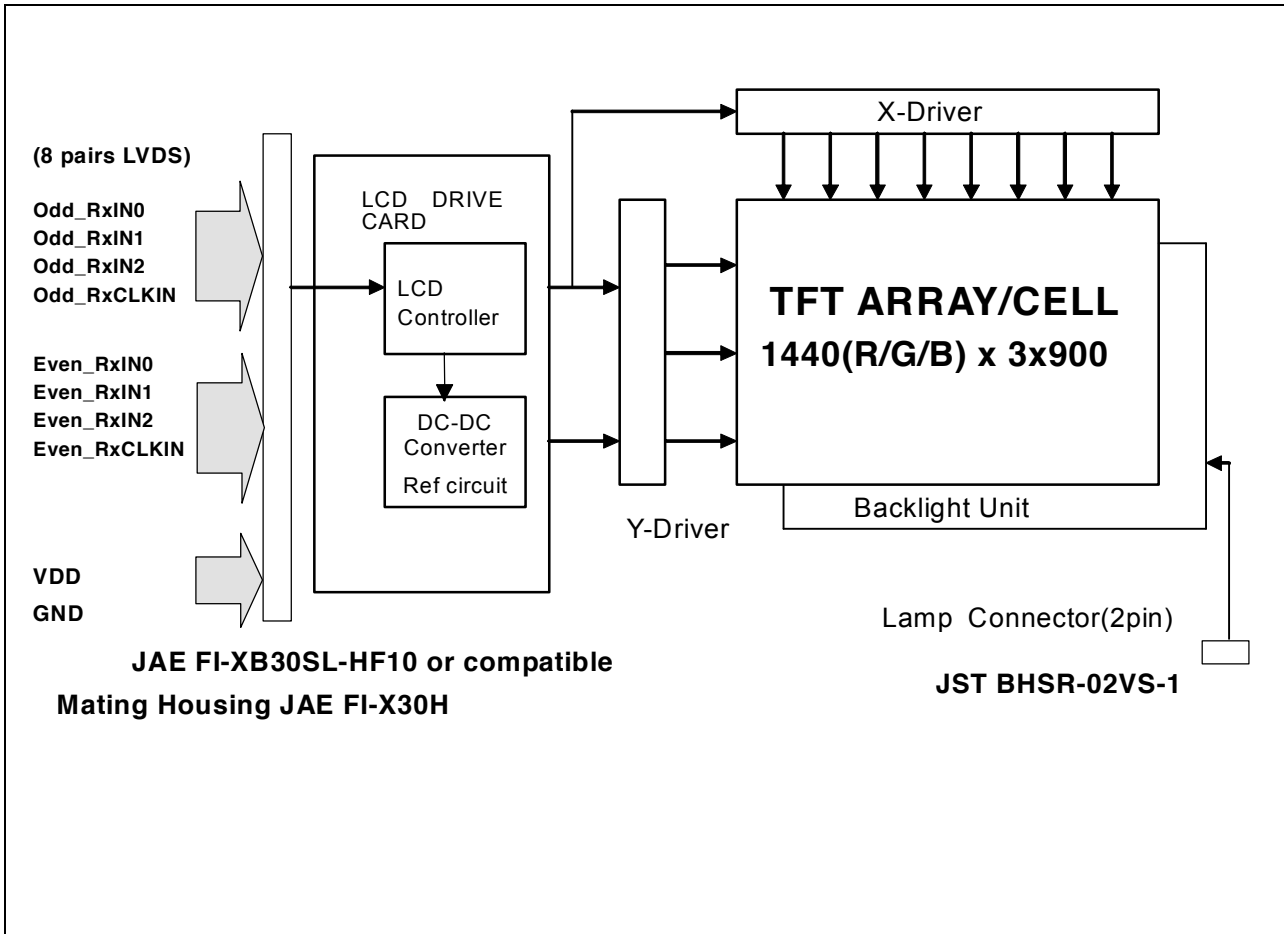 (8 pairs LVDS)
Odd_RxIN0
Odd_RxIN1
Odd_RxIN2
Odd_RxCLKIN
Even_RxIN0
Even_RxIN1
Even_RxIN2
Even_RxCLKIN
VDD
GND
LCD DRIVE
CARD
LCD
Controller
DC-DC
Converter
Ref circuit
X-Driver
Y-Driver
TFT ARRAY/CELL
1440(R/G/B) x 3x900
Backlight Unit
Lamp Connector(2pin)
JST BHSR-02VS-1
JAE FI-XB30SL-HF10 or compatible
Mating Housing JAE FI-X30H